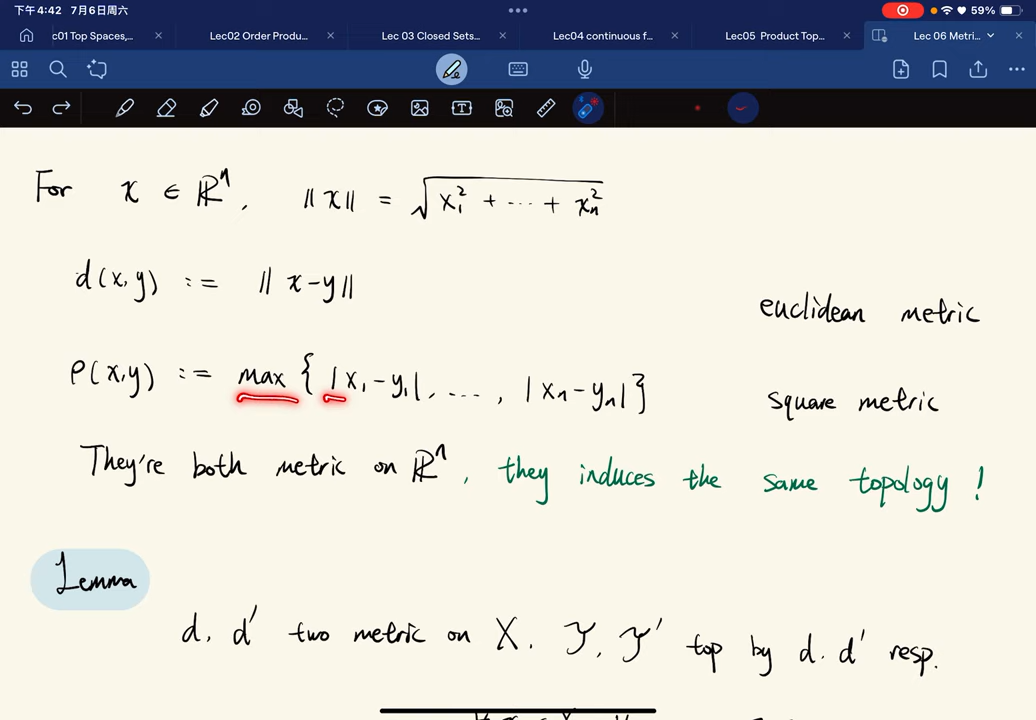 下午4:42 7月6日周六
59%
c01 Top Spaces,...
Lec02 Order Produ...
Lec 03 Closed Sets...
Lec04 continuous f...
Lec05 Product Top...
Lec 06 Metri...
For x ∈ ℝⁿ, ‖x‖ = √(x₁² + ... + xₙ²)
d(x,y) := ‖x-y‖
euclidean metric
ρ(x,y) := max{|x₁-y₁|, ..., |xₙ-yₙ|}
square metric
They're both metric on ℝⁿ, they induces the same topology!
Lemma
d, d' two metric on X. 𝒯, 𝒯' top by d. d' resp.